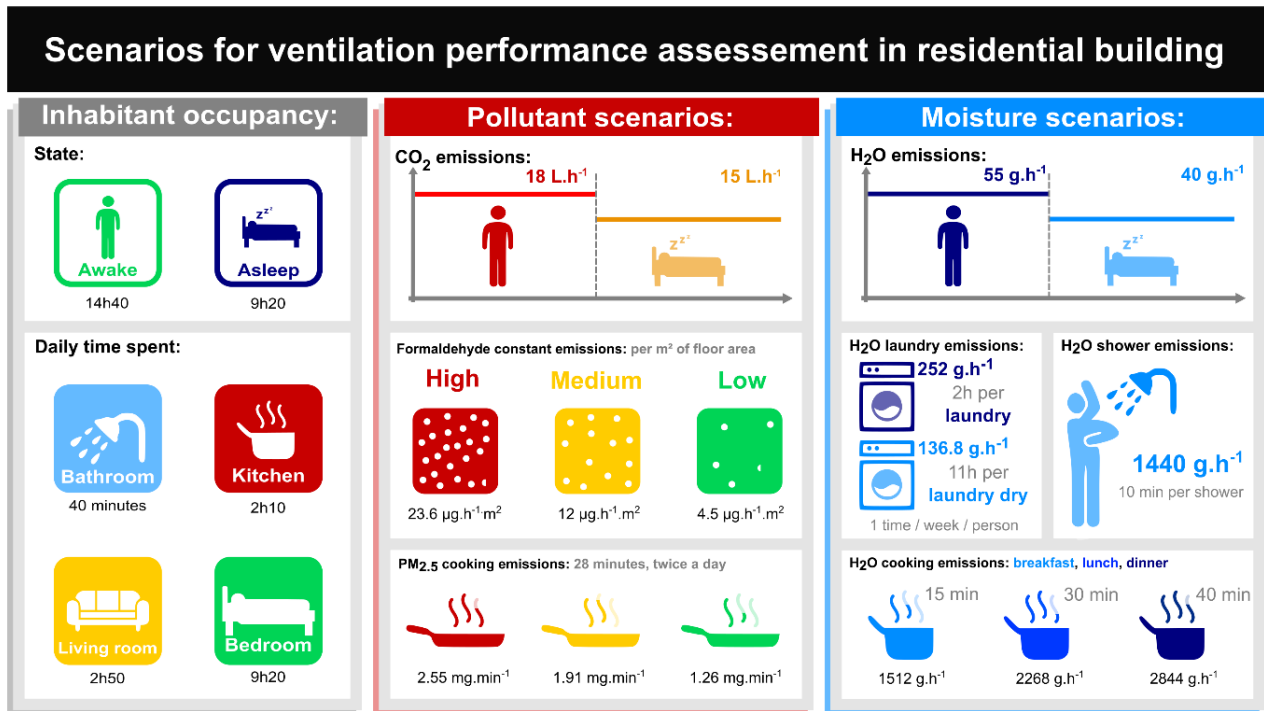 Scenarios for ventilation performance assessement in residential building
Inhabitant occupancy:
State:
Awake
14h40
zzz
Asleep
9h20
Daily time spent:
Bathroom
40 minutes
Kitchen
2h10
Living room
2h50
Bedroom
9h20
Pollutant scenarios:
CO₂ emissions:
18 L.h⁻¹
15 L.h⁻¹
zzz
Formaldehyde constant emissions: per m² of floor area
High
Medium
Low
23.6 µg.h⁻¹·m²
12 µg.h⁻¹.m²
4.5 µg.h⁻¹.m²
PM₂.₅ cooking emissions: 28 minutes, twice a day
2.55 mg.min⁻¹
1.91 mg.min⁻¹
1.26 mg.min⁻¹
Moisture scenarios:
H₂O emissions:
55 g.h⁻¹
40 g.h⁻¹
zzz
H2O laundry emissions:
252 g.h⁻¹
2h per
laundry
136.8 g.h⁻¹
11h per
laundry dry
1 time / week / person
H₂O shower emissions:
1440 g.h⁻¹
10 min per shower
H₂O cooking emissions: breakfast, lunch, dinner
15 min
30 min
40 min
1512 g.h⁻¹
2268 g.h⁻¹
2844 g.h⁻¹